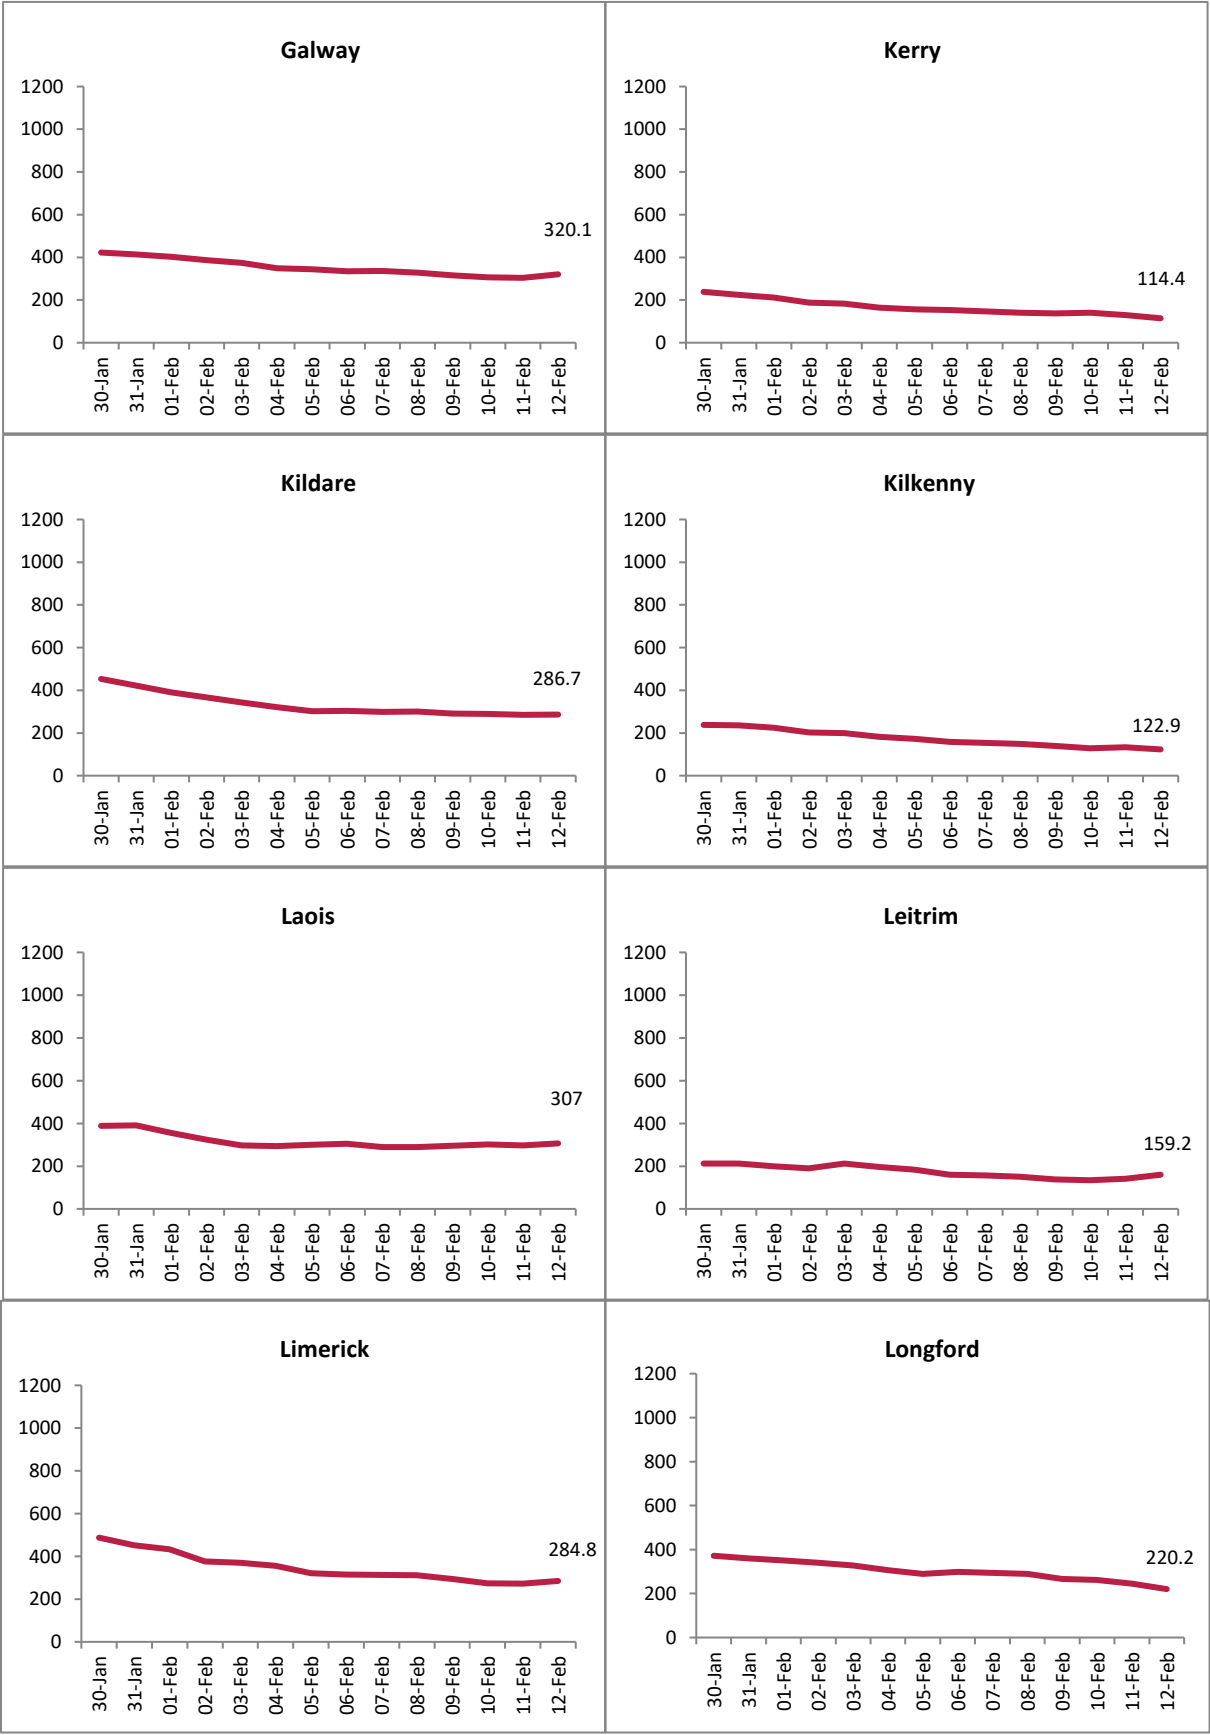 Galway
1200
1000
800
600
400
200
0
320.1
30-Jan
31-Jan
01-Feb
02-Feb
03-Feb
04-Feb
05-Feb
06-Feb
07-Feb
08-Feb
09-Feb
10-Feb
11-Feb
12-Feb
Kerry
1200
1000
800
600
400
200
0
114.4
30-Jan
31-Jan
01-Feb
02-Feb
03-Feb
04-Feb
05-Feb
06-Feb
07-Feb
08-Feb
09-Feb
10-Feb
11-Feb
12-Feb
Kildare
1200
1000
800
600
400
200
0
286.7
30-Jan
31-Jan
01-Feb
02-Feb
03-Feb
04-Feb
05-Feb
06-Feb
07-Feb
08-Feb
09-Feb
10-Feb
11-Feb
12-Feb
Kilkenny
1200
1000
800
600
400
200
0
122.9
30-Jan
31-Jan
01-Feb
02-Feb
03-Feb
04-Feb
05-Feb
06-Feb
07-Feb
08-Feb
09-Feb
10-Feb
11-Feb
12-Feb
Laois
1200
1000
800
600
400
200
0
307
30-Jan
31-Jan
01-Feb
02-Feb
03-Feb
04-Feb
05-Feb
06-Feb
07-Feb
08-Feb
09-Feb
10-Feb
11-Feb
12-Feb
Leitrim
1200
1000
800
600
400
200
0
159.2
30-Jan
31-Jan
01-Feb
02-Feb
03-Feb
04-Feb
05-Feb
06-Feb
07-Feb
08-Feb
09-Feb
10-Feb
11-Feb
12-Feb
Limerick
1200
1000
800
600
400
200
0
284.8
30-Jan
31-Jan
01-Feb
02-Feb
03-Feb
04-Feb
05-Feb
06-Feb
07-Feb
08-Feb
09-Feb
10-Feb
11-Feb
12-Feb
Longford
1200
1000
800
600
400
200
0
220.2
30-Jan
31-Jan
01-Feb
02-Feb
03-Feb
04-Feb
05-Feb
06-Feb
07-Feb
08-Feb
09-Feb
10-Feb
11-Feb
12-Feb